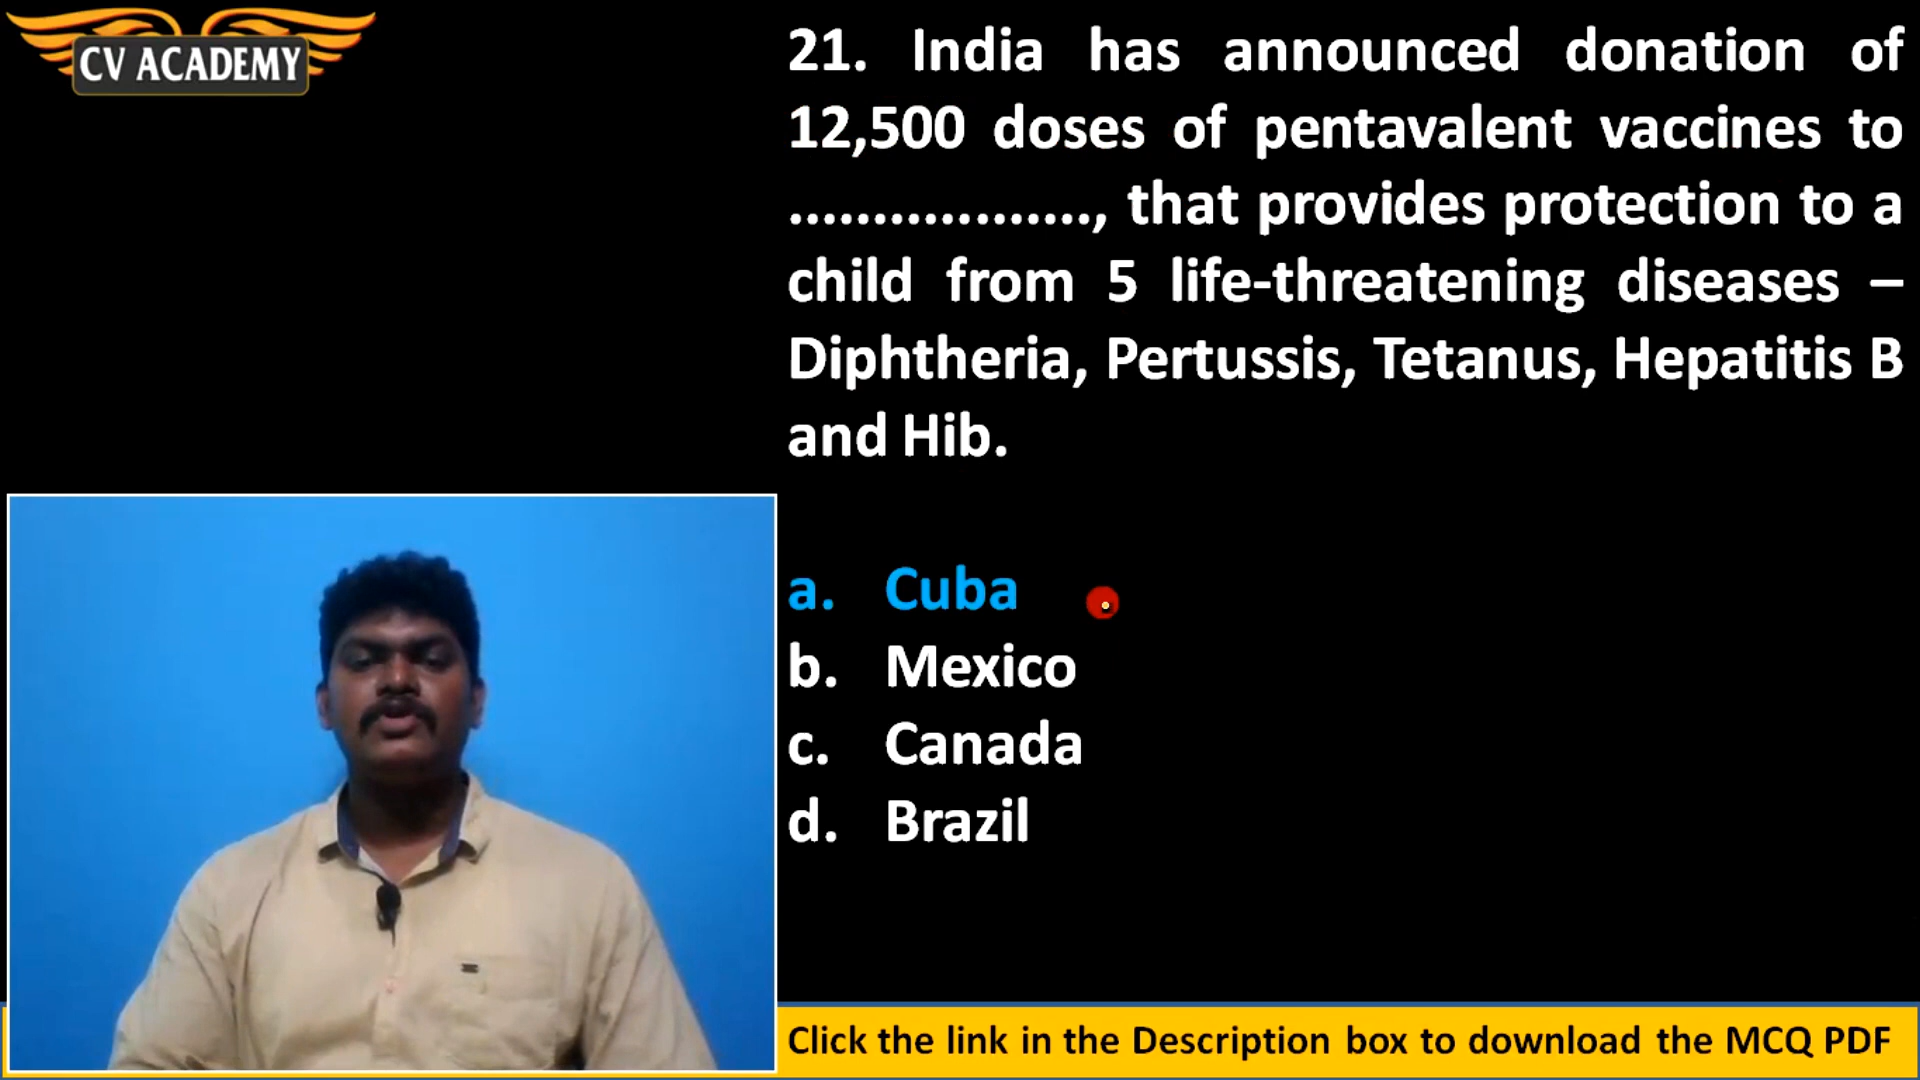 CV ACADEMY
21. India has announced donation of
12,500 doses of pentavalent vaccines to
.................., that provides protection to a
child from 5 life-threatening diseases –
Diphtheria, Pertussis, Tetanus, Hepatitis B
and Hib.
a. Cuba
b. Mexico
c. Canada
d. Brazil
Click the link in the Description box to download the MCQ PDF